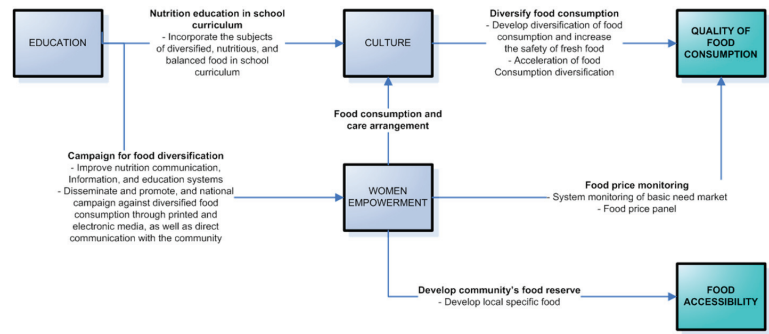 Nutrition education in school
curriculum
- Incorporate the subjects
of diversified, nutritious, and
balanced food in school
curriculum
Diversify food consumption
- Develop diversification of food
consumption and increase
the safety of fresh food
- Acceleration of food
Consumption diversification
EDUCATION
CULTURE
QUALITY OF
FOOD
CONSUMPTION
Food consumption and
care arrangement
Campaign for food diversification
- Improve nutrition communication,
Information, and education systems
- Disseminate and promote, and national
campaign against diversified food
consumption through printed and
electronic media, as well as direct
communication with the community
WOMEN
EMPOWERMENT
Food price monitoring
System monitoring of basic need market
- Food price panel
Develop community's food reserve
- Develop local specific food
FOOD
ACCESSIBILITY